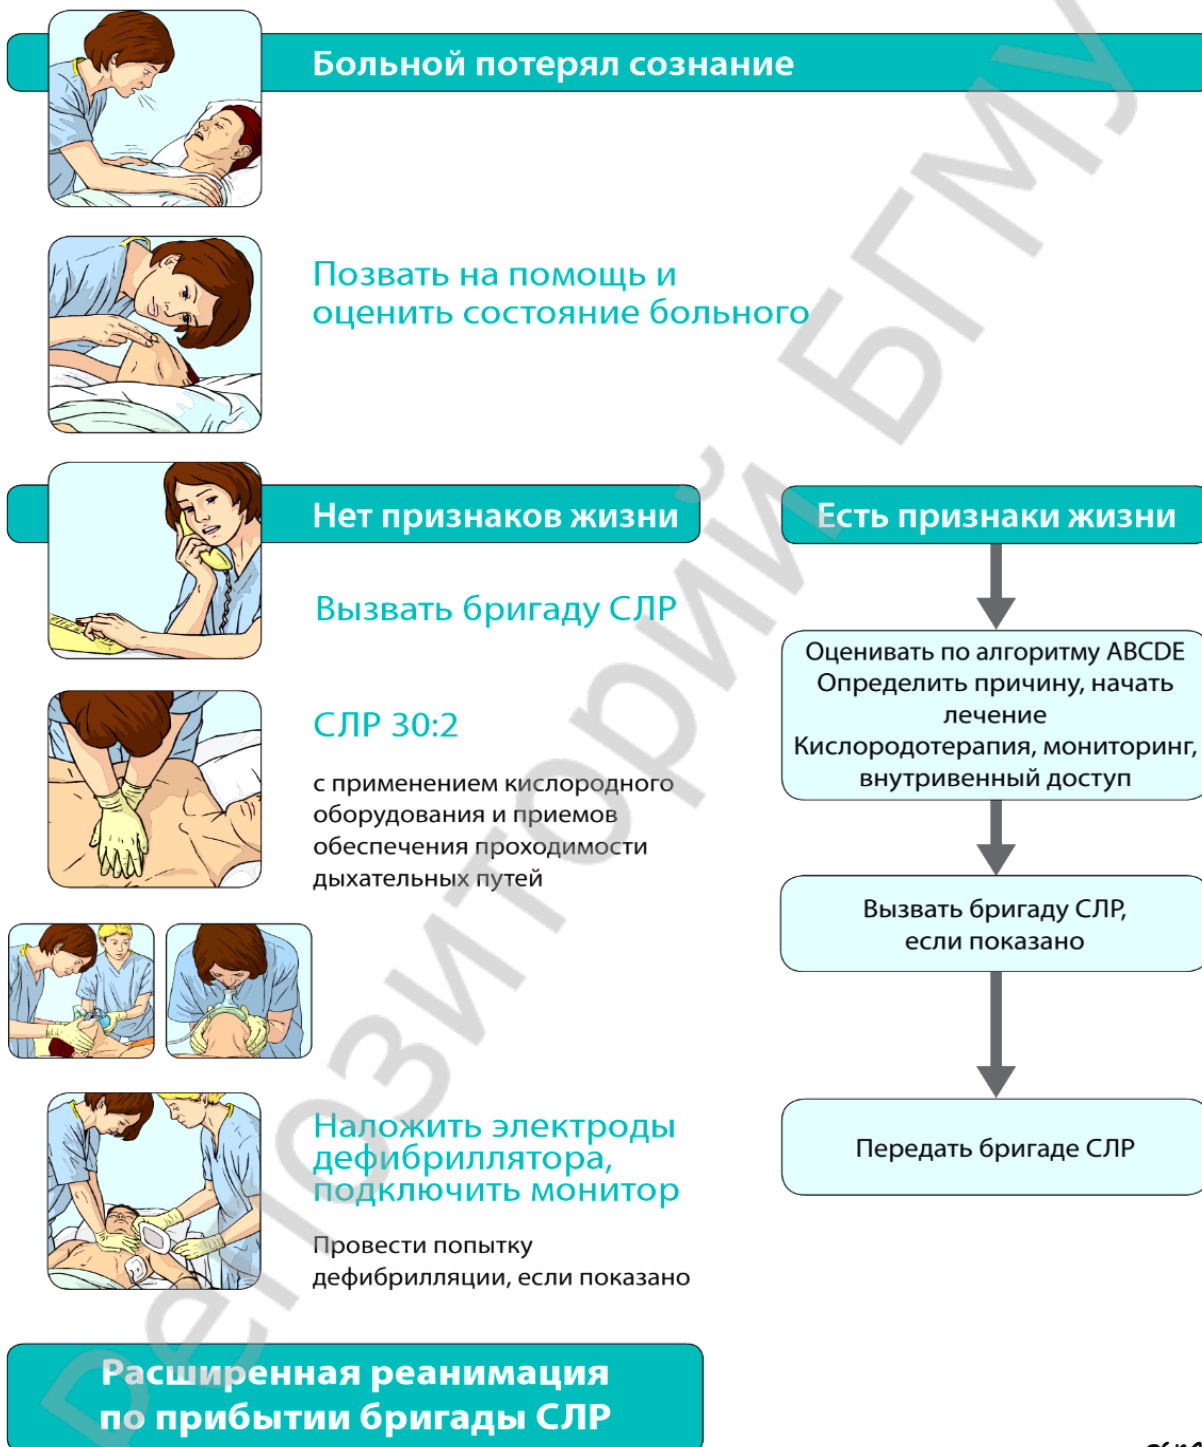 Больной потерял сознание
Позвать на помощь и
оценить состояние больного
Нет признаков жизни
Вызвать бригаду СЛР
СЛР 30:2
с применением кислородного
оборудования и приемов
обеспечения проходимости
дыхательных путей
Наложить электроды
дефибриллятора,
подключить монитор
Провести попытку
дефибрилляции, если показано
Расширенная реанимация
по прибытии бригады СЛР
Есть признаки жизни
Оценивать по алгоритму ABCDE
Определить причину, начать
лечение
Кислородотерапия, мониторинг,
внутривенный доступ
Вызвать бригаду СЛР,
если показано
Передать бригаде СЛР
Репозиторий БГМУ